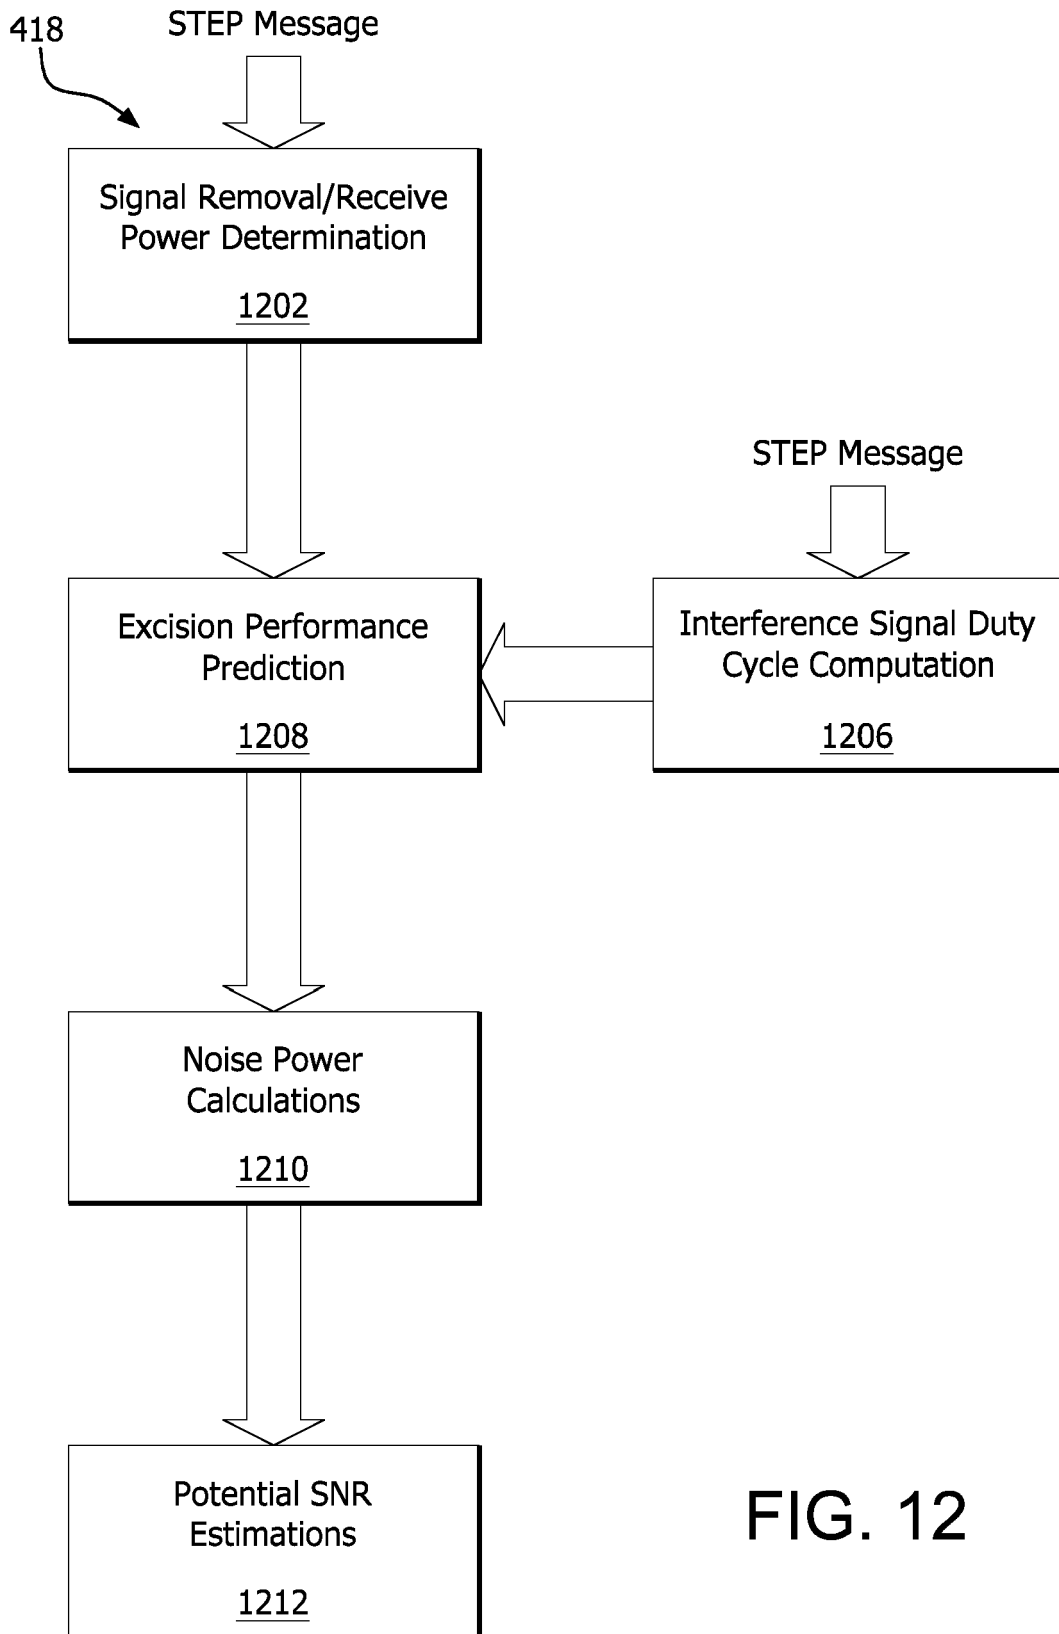 418
STEP Message
Signal Removal/Receive
Power Determination
1202
STEP Message
Excision Performance
Prediction
1208
Interference Signal Duty
Cycle Computation
1206
Noise Power
Calculations
1210
Potential SNR
Estimations
1212
FIG. 12